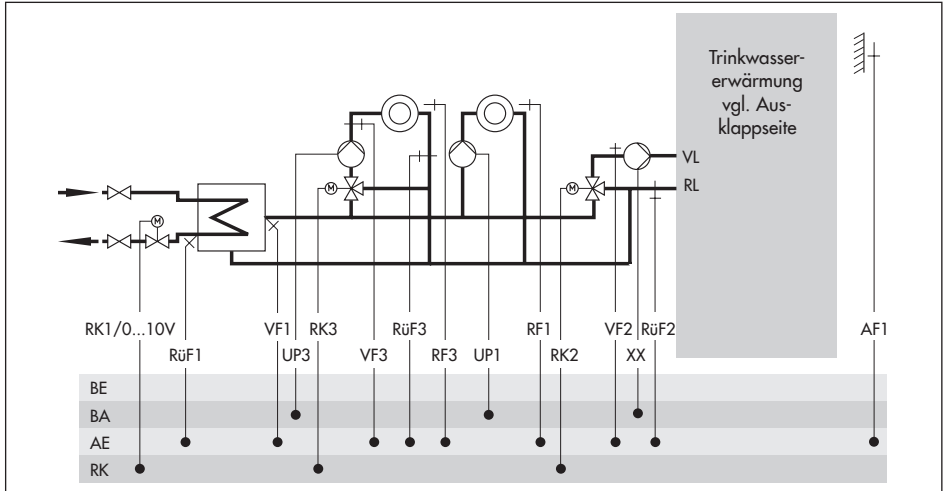 Trinkwasser-
erwärmung
vgl. Aus-
klappseite
VL
RL
M
M
M
RK1/0...10V
VF1
RK3
RüF3
RF1
VF2
RüF2
AF1
RüF1
UP3
VF3
RF3
UP1
RK2
XX
BE
BA
AE
RK